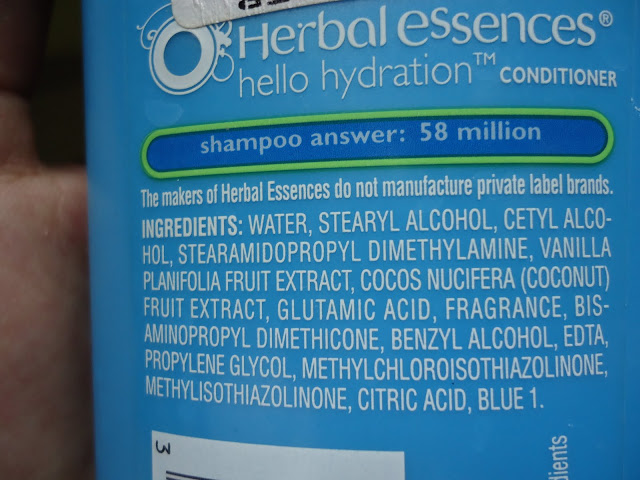 Herbal essences®
hello hydration™ CONDITIONER
shampoo answer: 58 million
The makers of Herbal Essences do not manufacture private label brands.
INGREDIENTS: WATER, STEARYL ALCOHOL, CETYL ALCO-
HOL, STEARAMIDOPROPYL DIMETHYLAMINE, VANILLA
PLANIFOLIA FRUIT EXTRACT, COCOS NUCIFERA (COCONUT)
FRUIT EXTRACT, GLUTAMIC ACID, FRAGRANCE, BIS-
AMINOPROPYL DIMETHICONE, BENZYL ALCOHOL, EDTA,
PROPYLENE GLYCOL, METHYLCHLOROISOTHIAZOLINONE,
METHYLISOTHIAZOLINONE, CITRIC ACID, BLUE 1.
3
dients